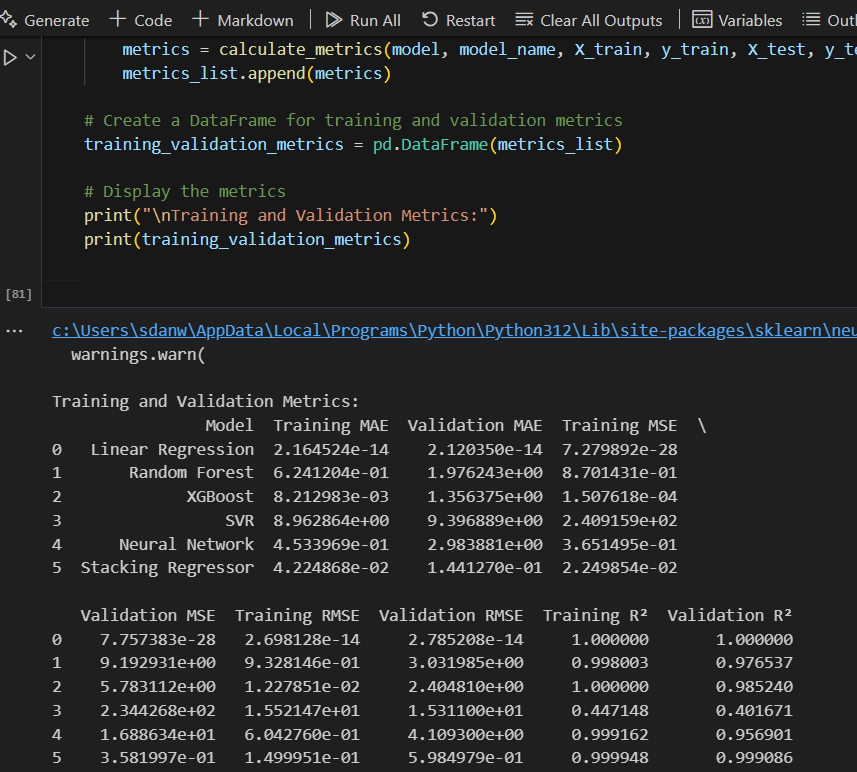 Generate + Code + Markdown Run All Restart Clear All Outputs Variables
metrics = calculate_metrics(model, model_name, X_train, y_train, X_test,
metrics_list.append(metrics)
# Create a DataFrame for training and validation metrics
training_validation_metrics = pd.DataFrame(metrics_list)
# Display the metrics
print("\nTraining and Validation Metrics:")
print(training_validation_metrics)
[81]
...
c:\Users\sdanw\AppData\Local\Programs\Python\Python312\Lib\site-packages\sklearn\
warnings.warn(
Training and Validation Metrics:
Model Training MAE Validation MAE Training MSE \
0 Linear Regression 2.164524e-14 2.120350e-14 7.279892e-28
1 Random Forest 6.241204e-01 1.976243e+00 8.701431e-01
2 XGBoost 8.212983e-03 1.356375e+00 1.507618e-04
3 SVR 8.962864e+00 9.396889e+00 2.409159e+02
4 Neural Network 4.533969e-01 2.983881e+00 3.651495e-01
5 Stacking Regressor 4.224868e-02 1.441270e-01 2.249854e-02
Validation MSE Training RMSE Validation RMSE Training R² Validation R²
0 7.757383e-28 2.698128e-14 2.785208e-14 1.000000 1.000000
1 9.192931e+00 9.328146e-01 3.031985e+00 0.998003 0.976537
2 5.783112e+00 1.227851e-02 2.404810e+00 1.000000 0.985240
3 2.344268e+02 1.552147e+01 1.531100e+01 0.447148 0.401671
4 1.688634e+01 6.042760e-01 4.109300e+00 0.999162 0.956901
5 3.581997e-01 1.499951e-01 5.984979e-01 0.999948 0.999086